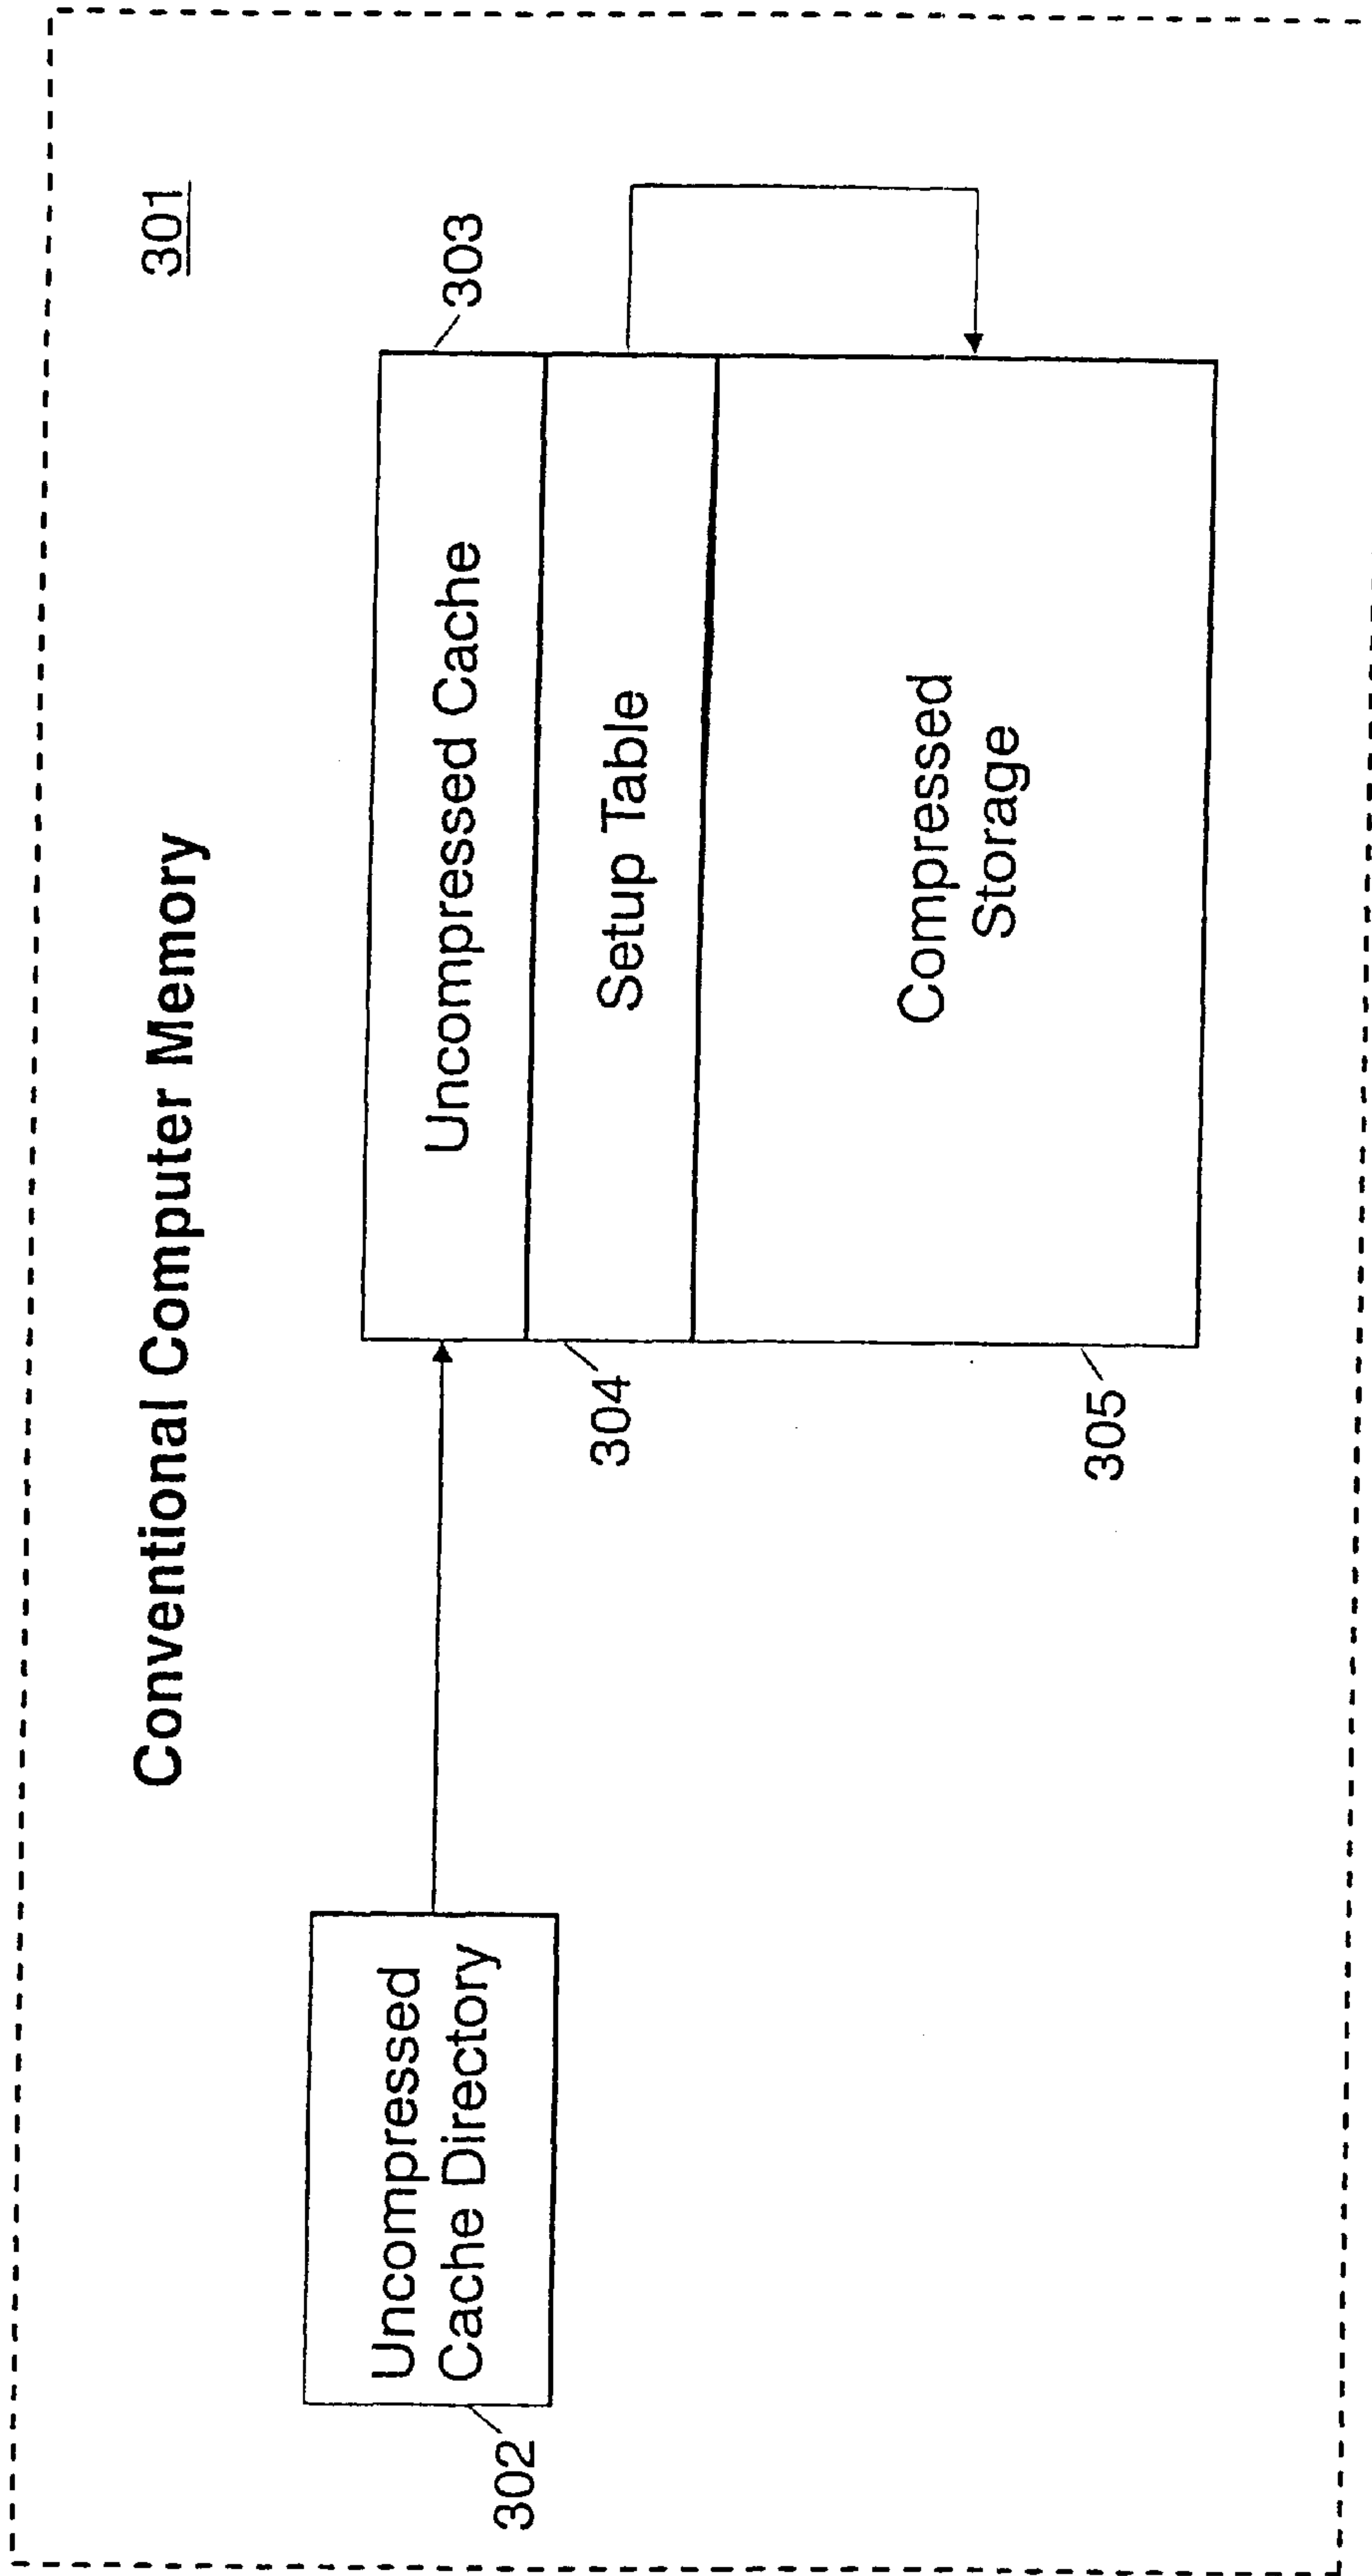 Conventional Computer Memory
301
303
Uncompressed Cache
Setup Table
Compressed
Storage
304
305
Uncompressed
Cache Directory
302